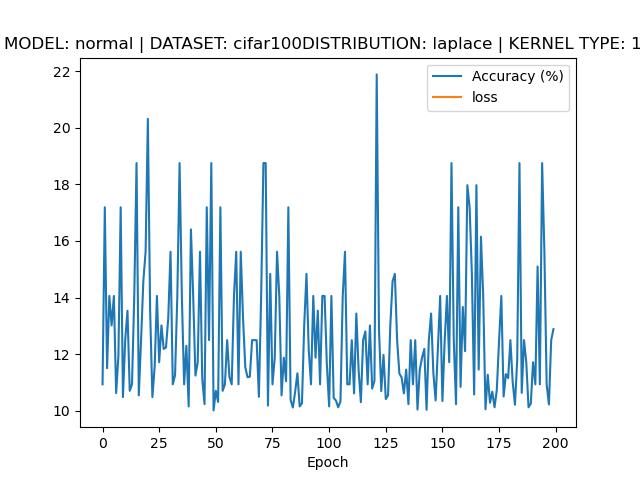 MODEL: normal | DATASET: cifar100DISTRIBUTION: laplace | KERNEL TYPE: 1
Accuracy (%)
loss
22
20
18
16
14
12
10
0 25 50 75 100 125 150 175 200
Epoch